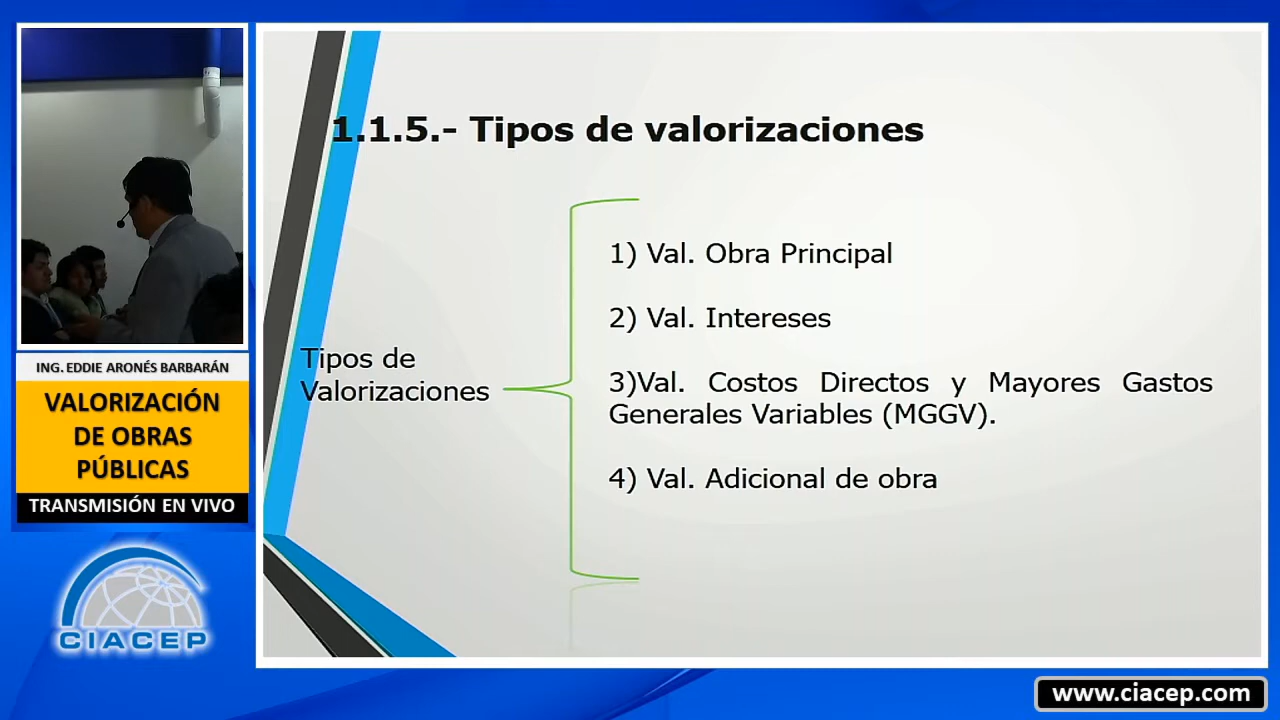 1.1.5.- Tipos de valorizaciones
1) Val. Obra Principal
2) Val. Intereses
Tipos de
Valorizaciones
3)Val. Costos Directos y Mayores Gastos
Generales Variables (MGGV).
4) Val. Adicional de obra
ING. EDDIE ARONÉS BARBARÁN
VALORIZACIÓN
DE OBRAS
PÚBLICAS
TRANSMISIÓN EN VIVO
CIACEP
www.ciacep.com